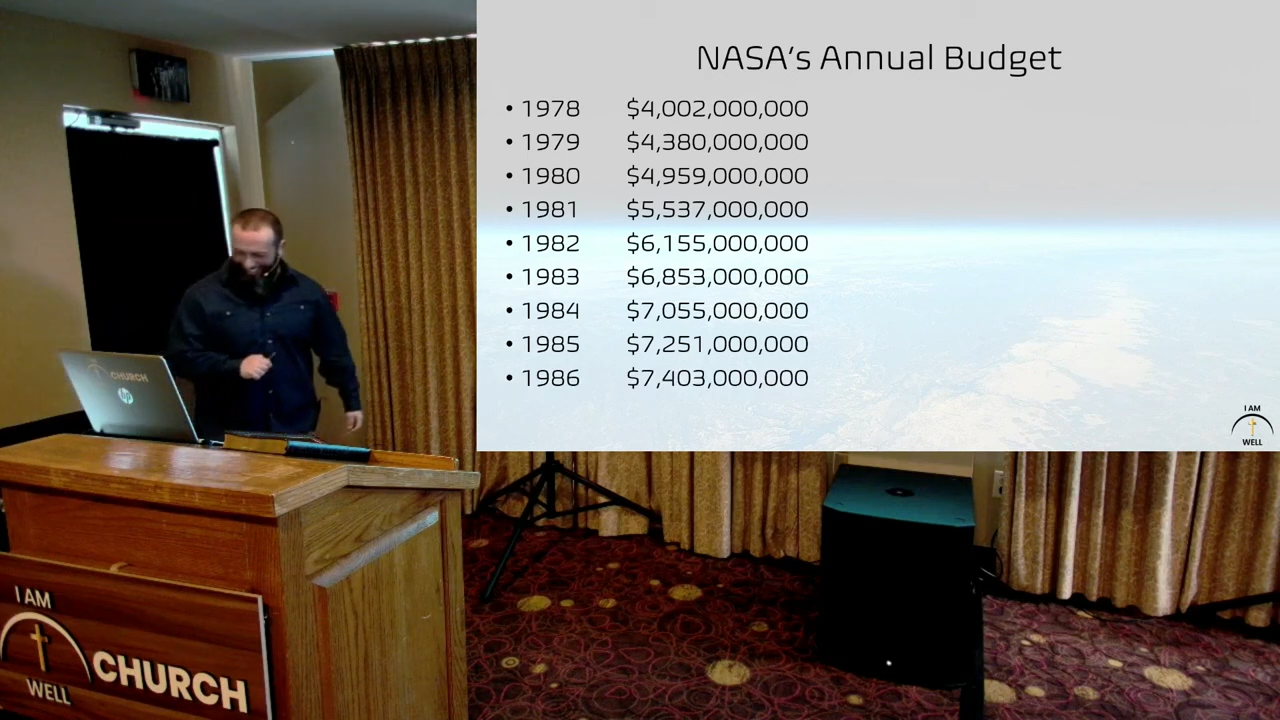 NASA's Annual Budget
• 1978 $4,002,000,000
• 1979 $4,380,000,000
• 1980 $4,959,000,000
• 1981 $5,537,000,000
• 1982 $6,155,000,000
• 1983 $6,853,000,000
• 1984 $7,055,000,000
• 1985 $7,251,000,000
• 1986 $7,403,000,000
I AM
WELL
CHURCH
hp
I AM
CHURCH
WELL